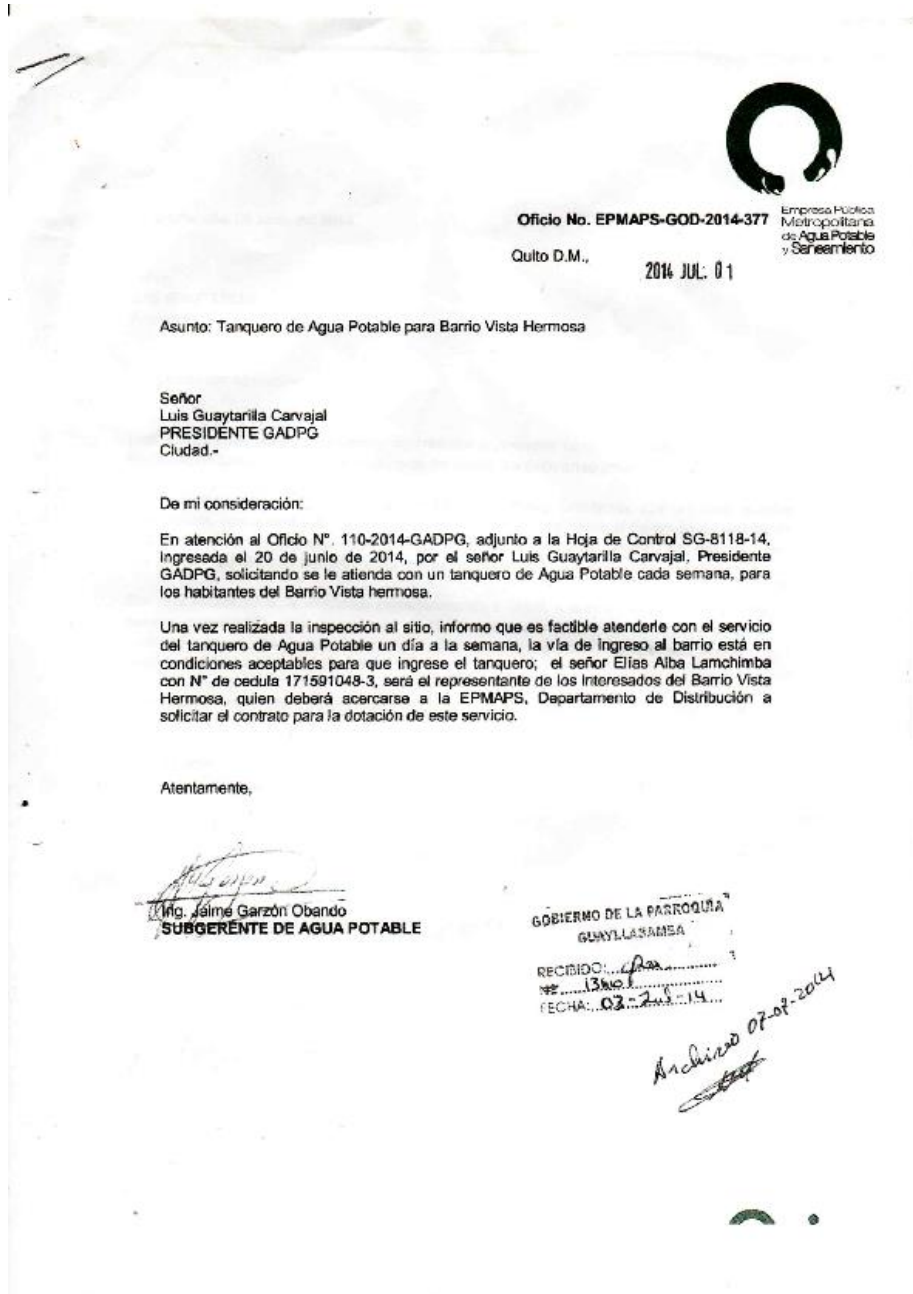 Empresa Pública
Metropolitana
de Agua Potable
y Saneamiento
Oficio No. EPMAPS-GOD-2014-377
Quito D.M.,
2014 JUL. 01
Asunto: Tanquero de Agua Potable para Barrio Vista Hermosa
Señor
Luis Guaytarilla Carvajal
PRESIDENTE GADPG
Ciudad.-
De mi consideración:
En atención al Oficio N°. 110-2014-GADPG, adjunto a la Hoja de Control SG-8118-14,
ingresada el 20 de junio de 2014, por el señor Luis Guaytarilla Carvajal, Presidente
GADPG, solicitando se le atienda con un tanquero de Agua Potable cada semana, para
los habitantes del Barrio Vista hermosa.
Una vez realizada la inspección al sitio, informo que es factible atenderle con el servicio
del tanquero de Agua Potable un día a la semana, la vía de ingreso al barrio está en
condiciones aceptables para que ingrese el tanquero; el señor Elías Alba Lamchimba
con N° de cedula 171591048-3, será el representante de los interesados del Barrio Vista
Hermosa, quien deberá acercarse a la EPMAPS, Departamento de Distribución a
solicitar el contrato para la dotación de este servicio.
Atentamente,
Ing. Jaime Garzón Obando
SUBGERENTE DE AGUA POTABLE
GOBIERNO DE LA PARROQUIA
GUAYLLABAMBA
RECIBIDO:
FECHA: 03-Jul-14
Archivo 07-07-2014